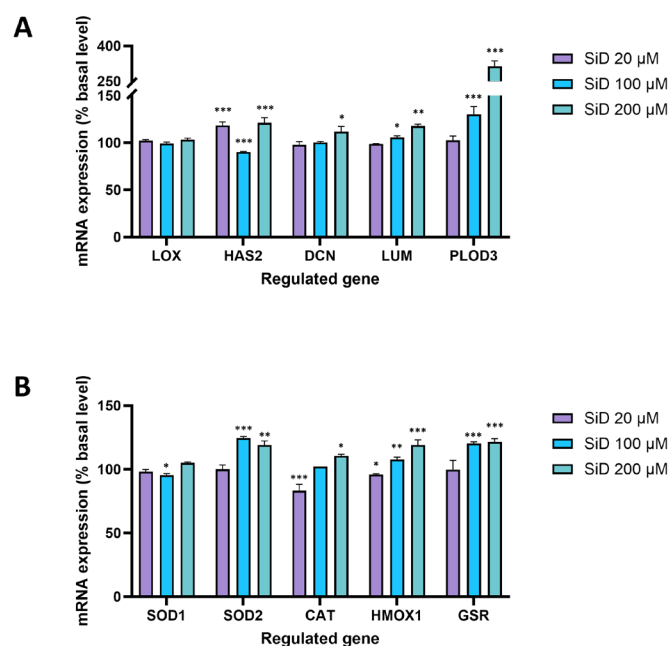 A
mRNA expression (% basal level)
400
250
150
100
50
0
*** *** *** * * ** *** ***
LOX HAS2 DCN LUM PLOD3
Regulated gene
SiD 20 µM
SiD 100 µM
SiD 200 µM
B
mRNA expression (% basal level)
150
100
50
0
* *** ** *** * * ** *** *** ***
SOD1 SOD2 CAT HMOX1 GSR
Regulated gene
SiD 20 µM
SiD 100 µM
SiD 200 µM